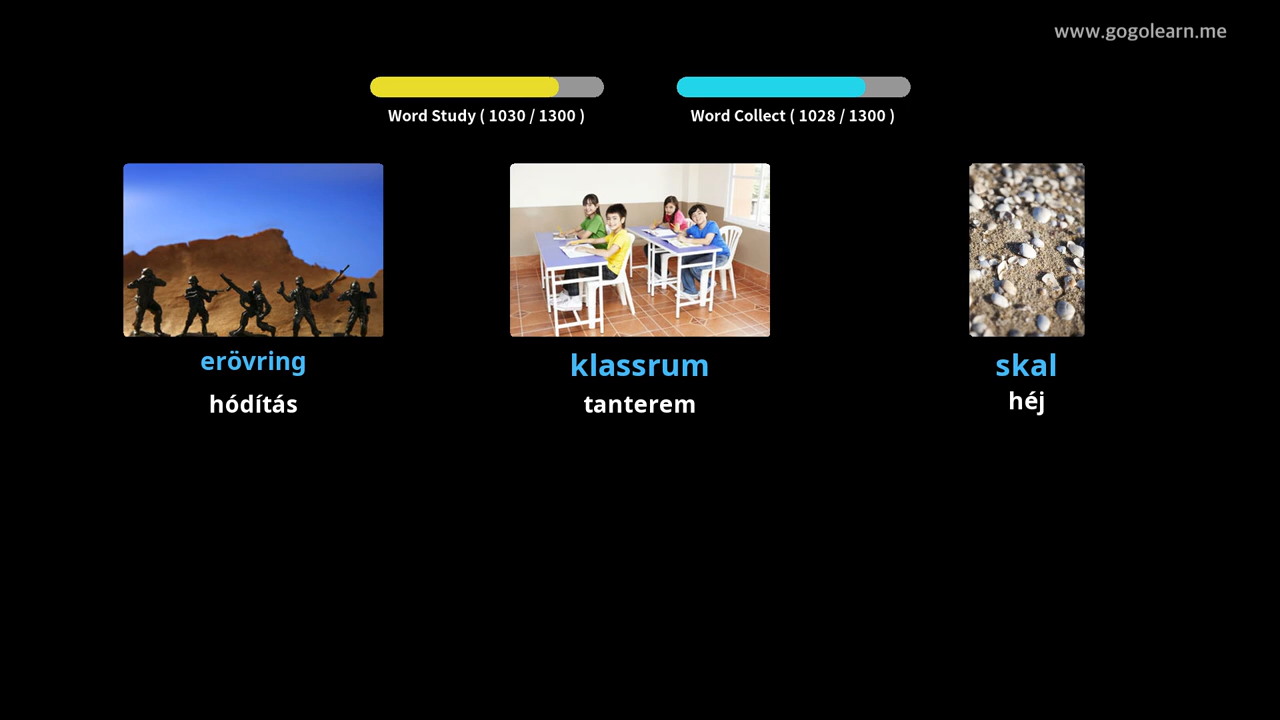 www.gogolearn.me
Word Study ( 1030 / 1300 )
Word Collect ( 1028 / 1300 )
erövring
hódítás
klassrum
tanterem
skal
héj